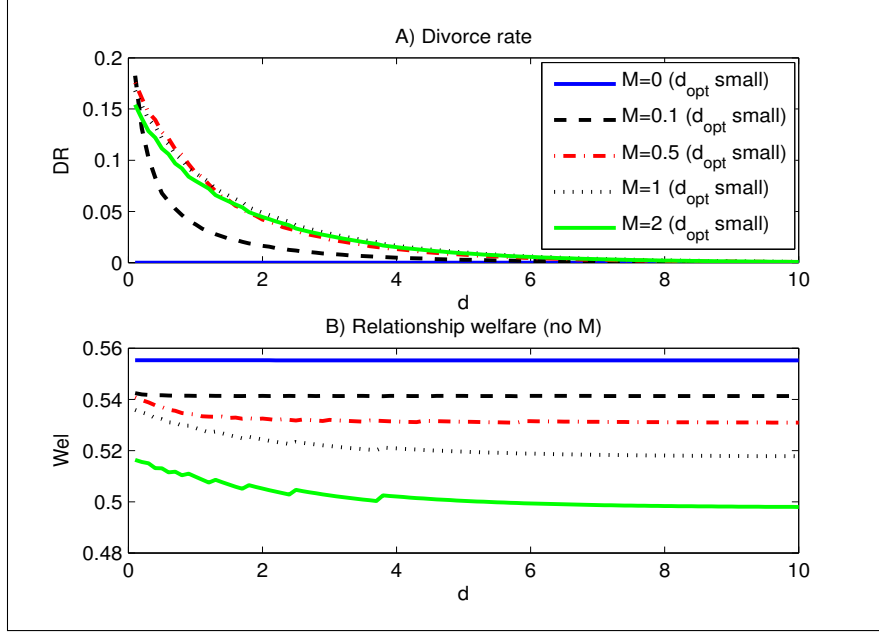 A) Divorce rate
0.2
0.15
0.1
0.05
0
DR
0 2 4 6 8 10
d
M=0 (d_opt small)
M=0.1 (d_opt small)
M=0.5 (d_opt small)
M=1 (d_opt small)
M=2 (d_opt small)
B) Relationship welfare (no M)
0.56
0.54
0.52
0.5
0.48
Wel
0 2 4 6 8 10
d